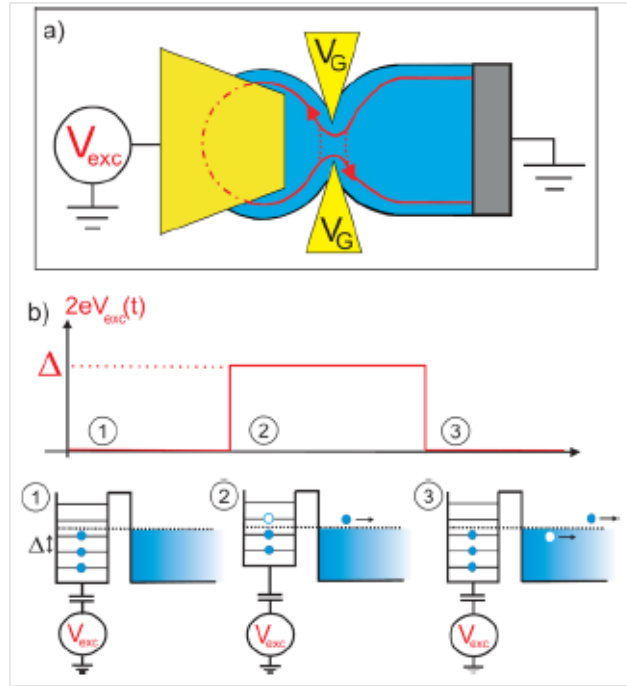 a)
V_G
V_exc
V_G
b) 2eV_exc(t)
Δ
① ② ③
① ② ③
Δ
V_exc V_exc V_exc